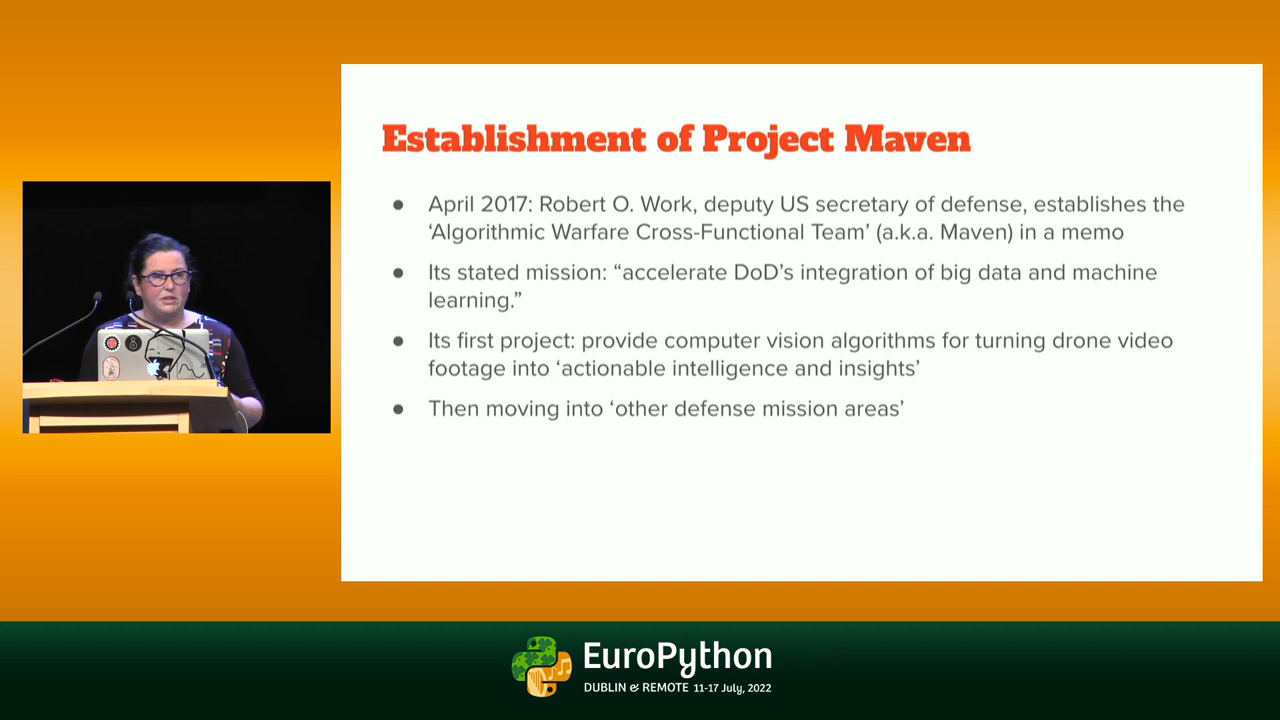 Establishment of Project Maven
● April 2017: Robert O. Work, deputy US secretary of defense, establishes the
‘Algorithmic Warfare Cross-Functional Team’ (a.k.a. Maven) in a memo
● Its stated mission: “accelerate DoD’s integration of big data and machine
learning.”
● Its first project: provide computer vision algorithms for turning drone video
footage into ‘actionable intelligence and insights’
● Then moving into ‘other defense mission areas’
EuroPython
DUBLIN & REMOTE 11-17 July, 2022